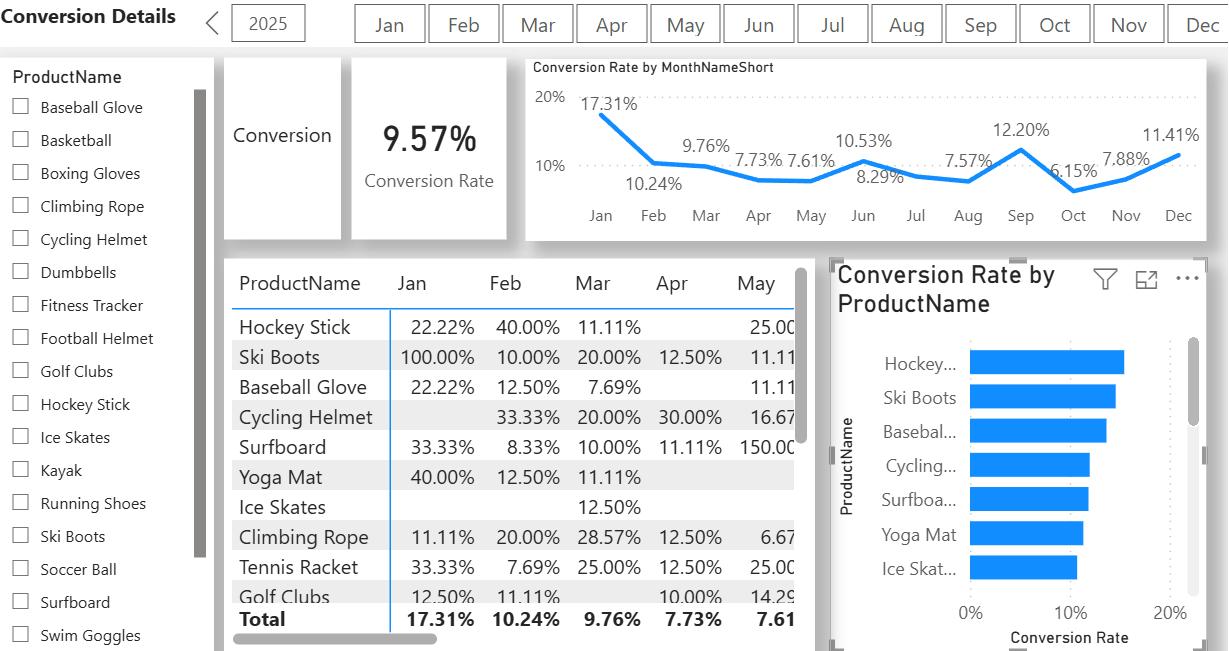 Conversion Details
2025
Jan Feb Mar Apr May Jun Jul Aug Sep Oct Nov Dec
ProductName
Baseball Glove
Basketball
Boxing Gloves
Climbing Rope
Cycling Helmet
Dumbbells
Fitness Tracker
Football Helmet
Golf Clubs
Hockey Stick
Ice Skates
Kayak
Running Shoes
Ski Boots
Soccer Ball
Surfboard
Swim Goggles
Conversion
9.57%
Conversion Rate
Conversion Rate by MonthNameShort
20%
10%
17.31%
10.24%
9.76%
7.73%
7.61%
10.53%
8.29%
7.57%
12.20%
6.15%
7.88%
11.41%
Jan Feb Mar Apr May Jun Jul Aug Sep Oct Nov Dec
ProductName Jan Feb Mar Apr May
Hockey Stick 22.22% 40.00% 11.11% 25.00
Ski Boots 100.00% 10.00% 20.00% 12.50% 11.11
Baseball Glove 22.22% 12.50% 7.69% 11.11
Cycling Helmet 33.33% 20.00% 30.00% 16.67
Surfboard 33.33% 8.33% 10.00% 11.11% 150.00
Yoga Mat 40.00% 12.50% 11.11%
Ice Skates 12.50%
Climbing Rope 11.11% 20.00% 28.57% 12.50% 6.67
Tennis Racket 33.33% 7.69% 25.00% 12.50% 25.00
Golf Clubs 12.50% 11.11% 10.00% 14.29
Total 17.31% 10.24% 9.76% 7.73% 7.61
Conversion Rate by
ProductName
ProductName
Hockey...
Ski Boots
Basebal...
Cycling...
Surfboa...
Yoga Mat
Ice Skat...
0% 10% 20%
Conversion Rate